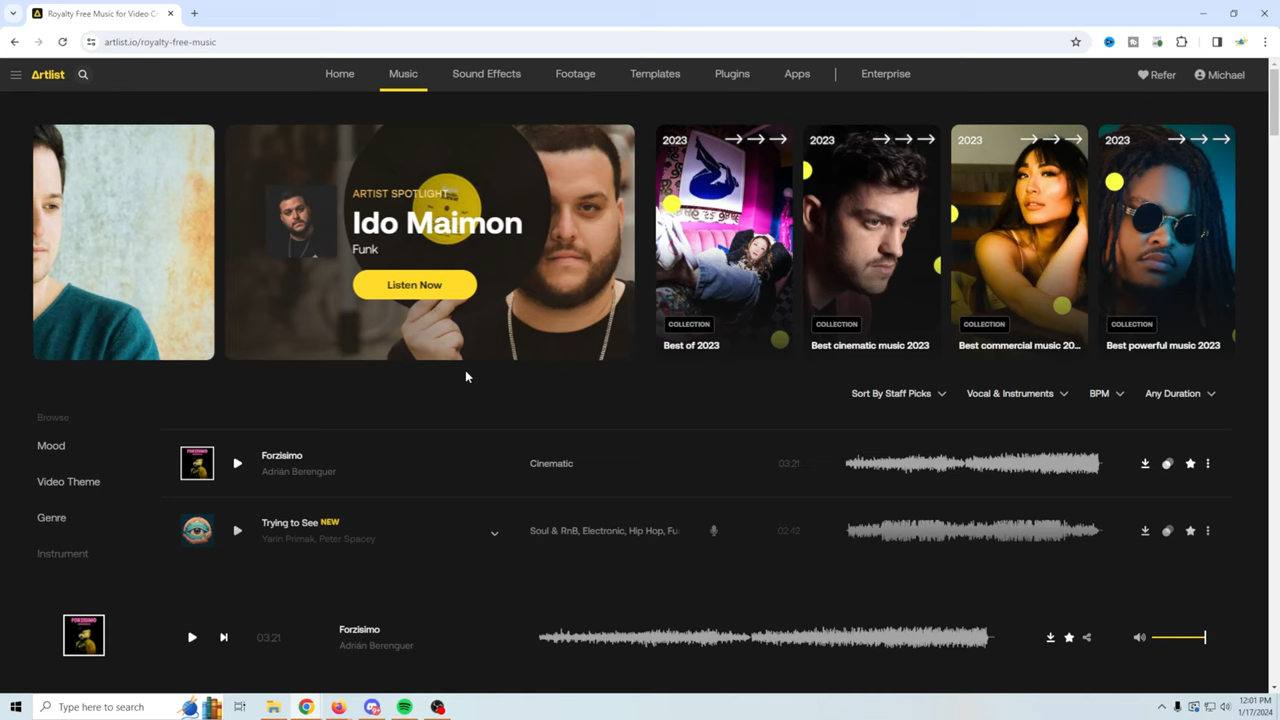 Royalty Free Music for Video C
artlist.io/royalty-free-music
Artlist
Home
Music
Sound Effects
Footage
Templates
Plugins
Apps
Enterprise
Refer
Michael
ARTIST SPOTLIGHT
Ido Maimon
Funk
Listen Now
2023
COLLECTION
Best of 2023
2023
COLLECTION
Best cinematic music 2023
2023
COLLECTION
Best commercial music 20...
2023
COLLECTION
Best powerful music 2023
Sort By Staff Picks
Vocal & Instruments
BPM
Any Duration
Browse
Mood
Video Theme
Genre
Instrument
Forzisimo
Adrián Berenguer
Cinematic
03:21
Trying to See NEW
Yarin Primak, Peter Spacey
Soul & RnB, Electronic, Hip Hop, Fu
02:42
FORZISIMO
03:21
Forzisimo
Adrián Berenguer
Type here to search
12:01 PM
1/17/2024